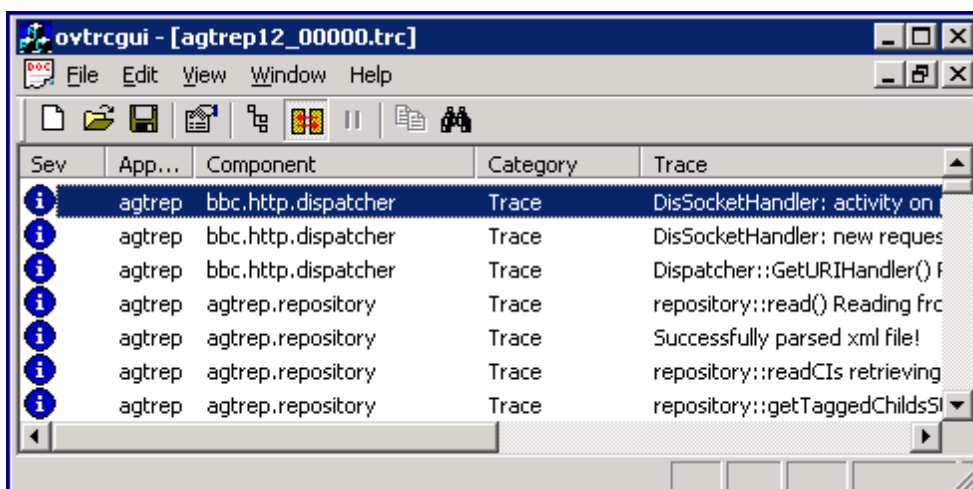 ovtrcgui - [agtrep12_00000.trc]
DOC File Edit View Window Help
Sev App... Component Category Trace
agtrep bbc.http.dispatcher Trace DisSocketHandler: activity on
agtrep bbc.http.dispatcher Trace DisSocketHandler: new reques
agtrep bbc.http.dispatcher Trace Dispatcher::GetURIHandler()
agtrep agtrep.repository Trace repository::read() Reading frc
agtrep agtrep.repository Trace Successfully parsed xml file!
agtrep agtrep.repository Trace repository::readCIs retrieving
agtrep agtrep.repository Trace repository::getTaggedChildsS